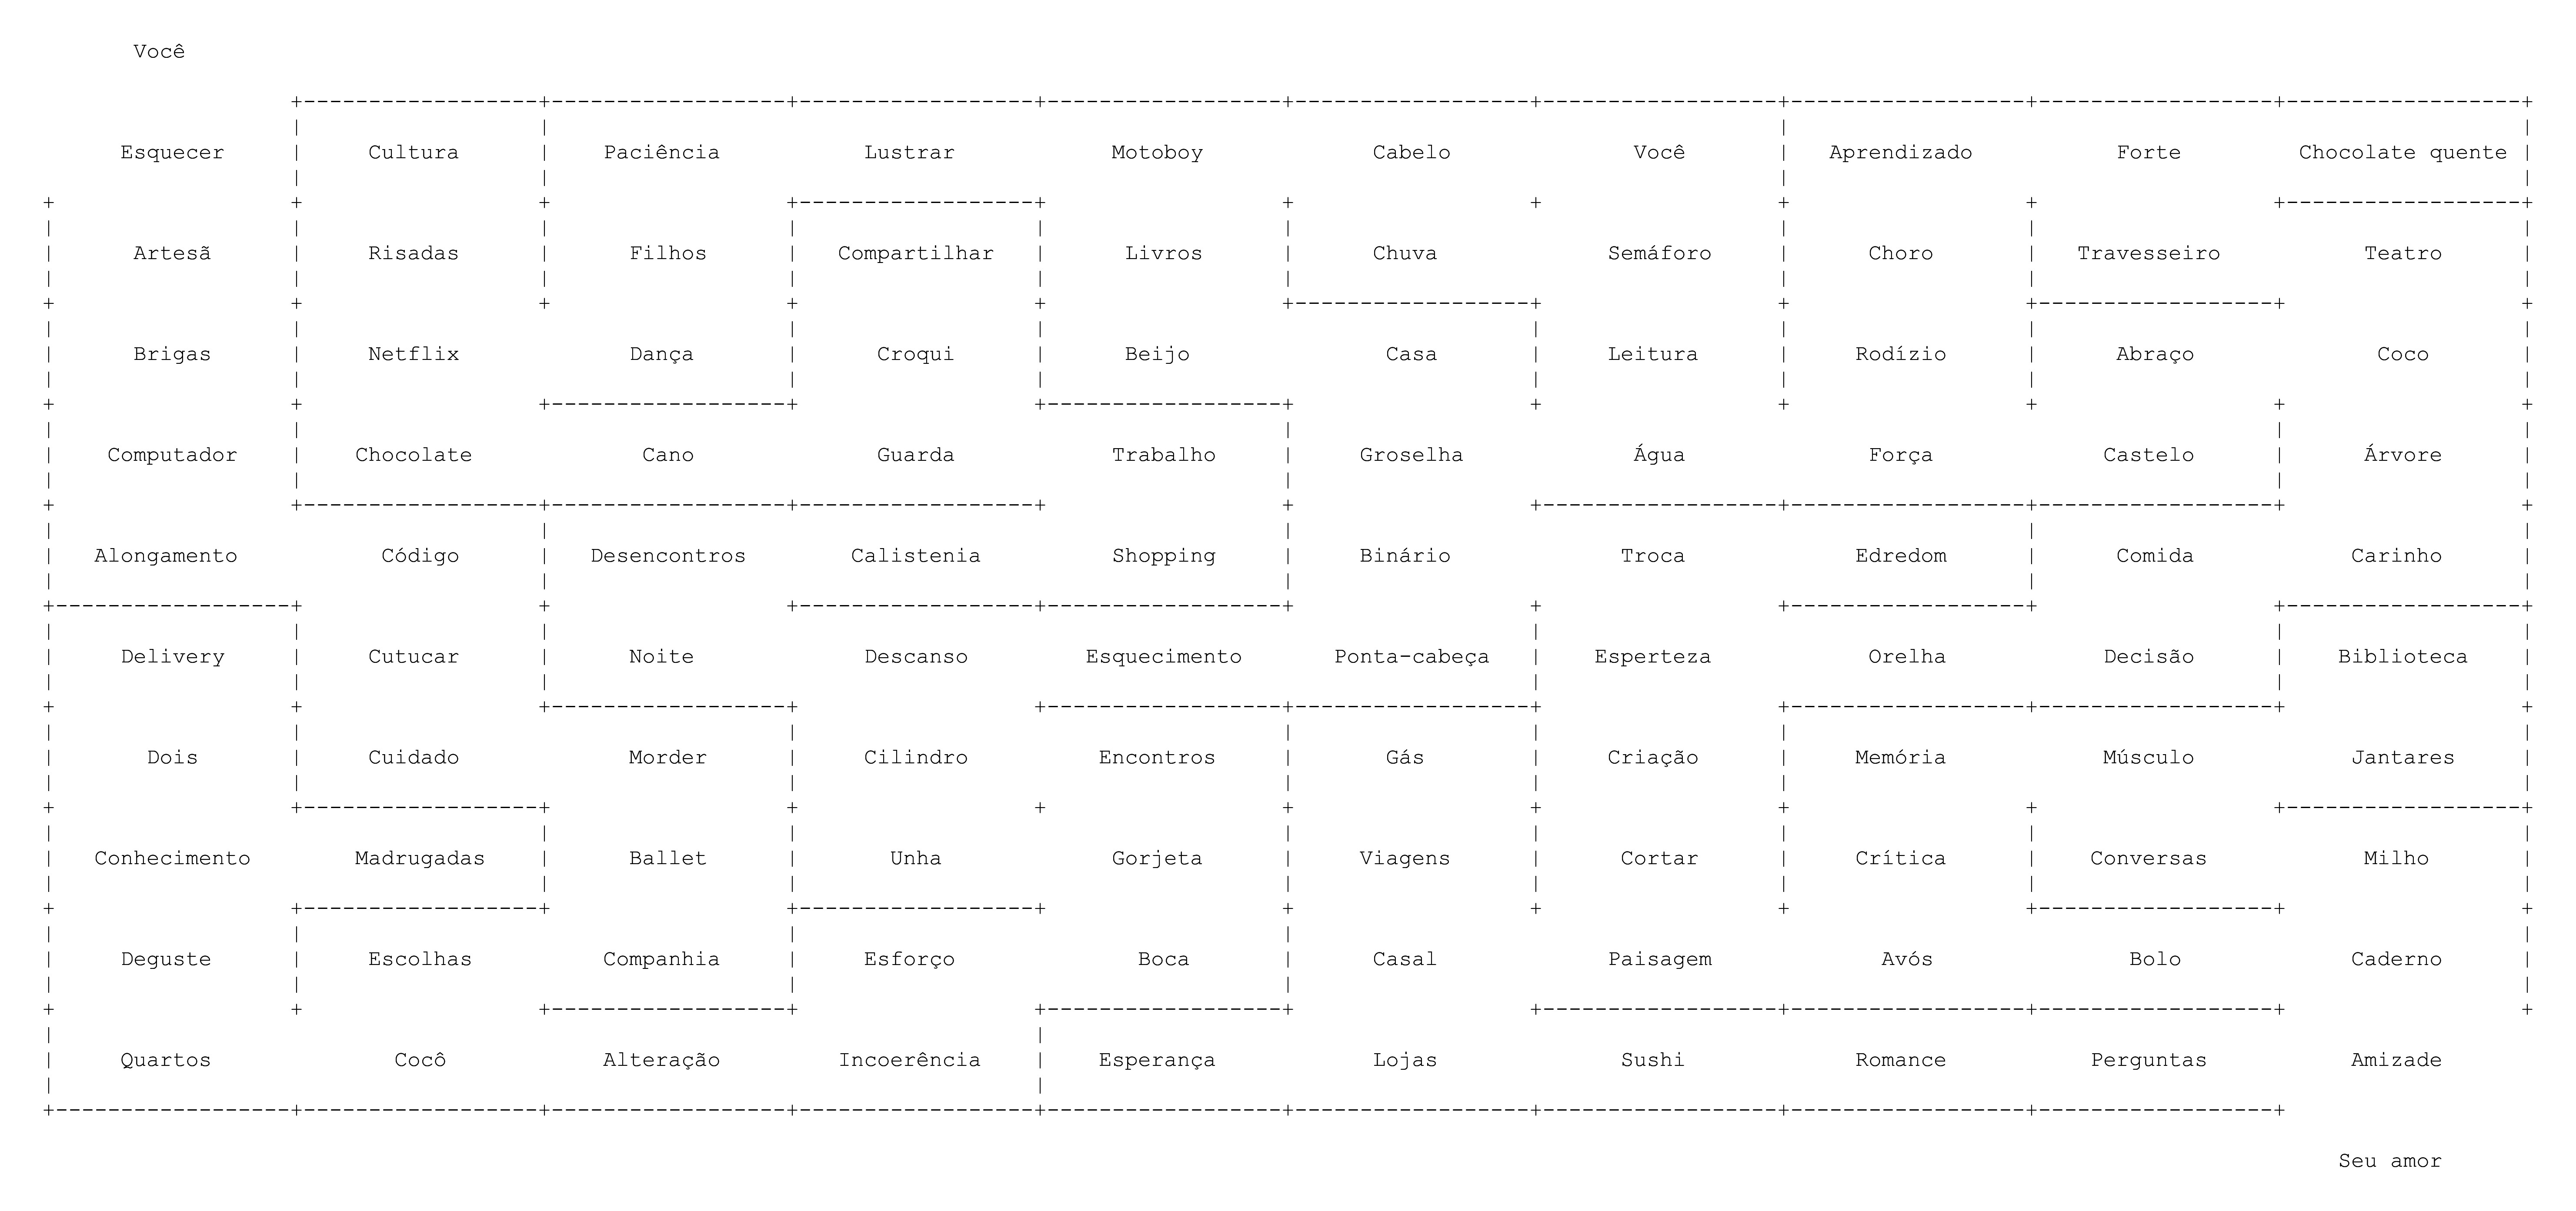 Você
Esquecer Cultura Paciência Lustrar Motoboy Cabelo Você Aprendizado Forte Chocolate quente
Artesã Risadas Filhos Compartilhar Livros Chuva Semáforo Choro Travesseiro Teatro
Brigas Netflix Dança Croqui Beijo Casa Leitura Rodízio Abraço Coco
Computador Chocolate Cano Guarda Trabalho Groselha Água Força Castelo Árvore
Alongamento Código Desencontros Calistenia Shopping Binário Troca Edredom Comida Carinho
Delivery Cutucar Noite Descanso Esquecimento Ponta-cabeça Esperteza Orelha Decisão Biblioteca
Dois Cuidado Morder Cilindro Encontros Gás Criação Memória Músculo Jantares
Conhecimento Madrugadas Ballet Unha Gorjeta Viagens Cortar Crítica Conversas Milho
Deguste Escolhas Companhia Esforço Boca Casal Paisagem Avós Bolo Caderno
Quartos Cocô Alteração Incoerência Esperança Lojas Sushi Romance Perguntas Amizade
Seu amor